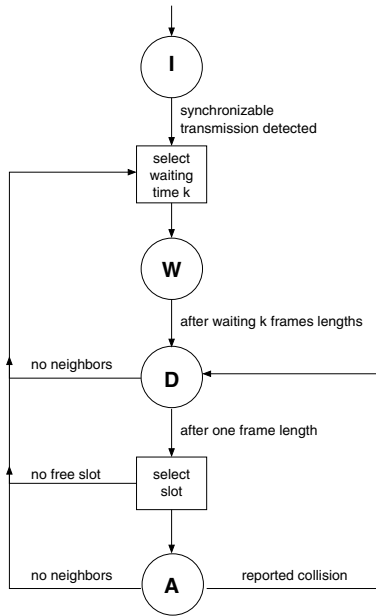 I
synchronizable
transmission detected
select
waiting
time k
W
after waiting k frames lengths
no neighbors
D
after one frame length
no free slot
select
slot
no neighbors
A
reported collision